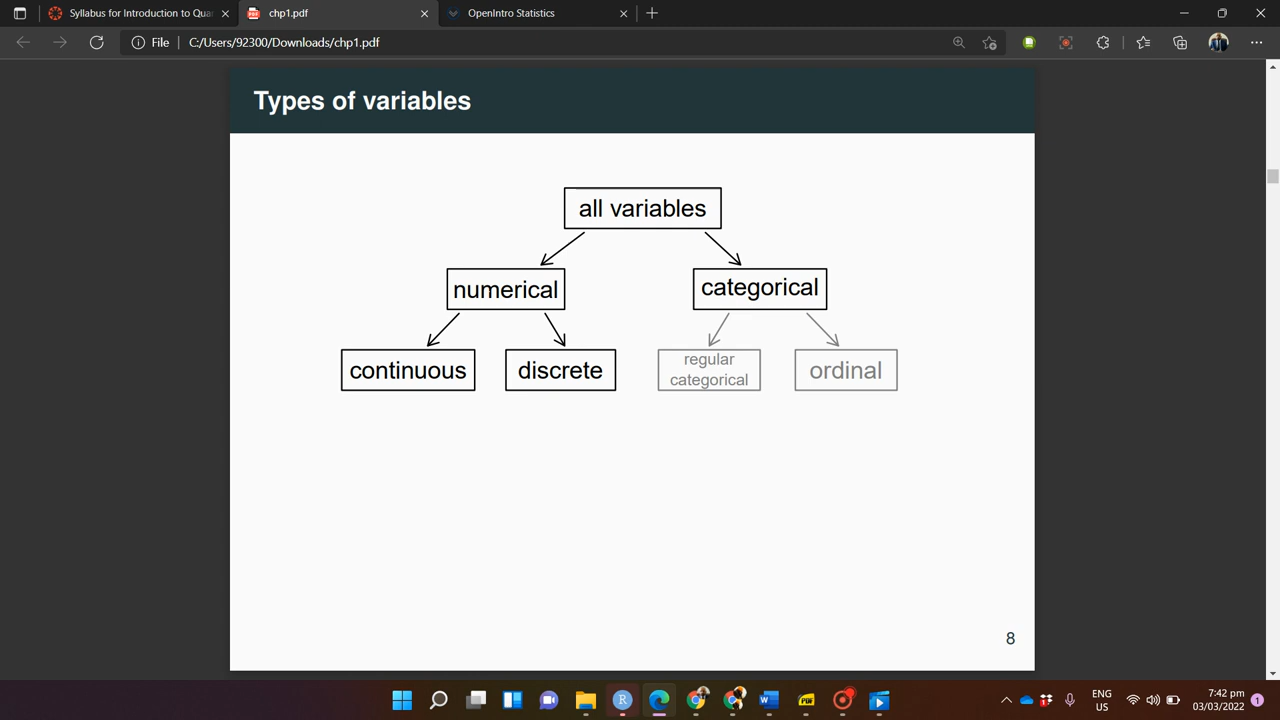 Syllabus for Introduction to Qua
chp1.pdf
OpenIntro Statistics
File
C:/Users/92300/Downloads/chp1.pdf
Types of variables
all variables
numerical
categorical
continuous
discrete
regular
categorical
ordinal
8
ENG
US
7:42 pm
03/03/2022
1